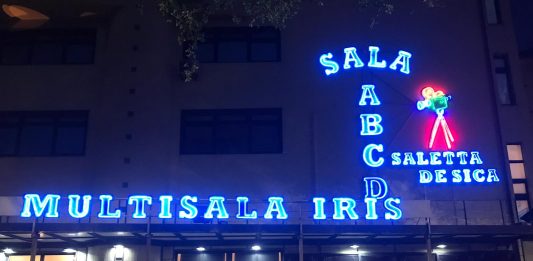 SALA
A
B
C
D
SALETTA
DE SICA
MULTISALA IRIS